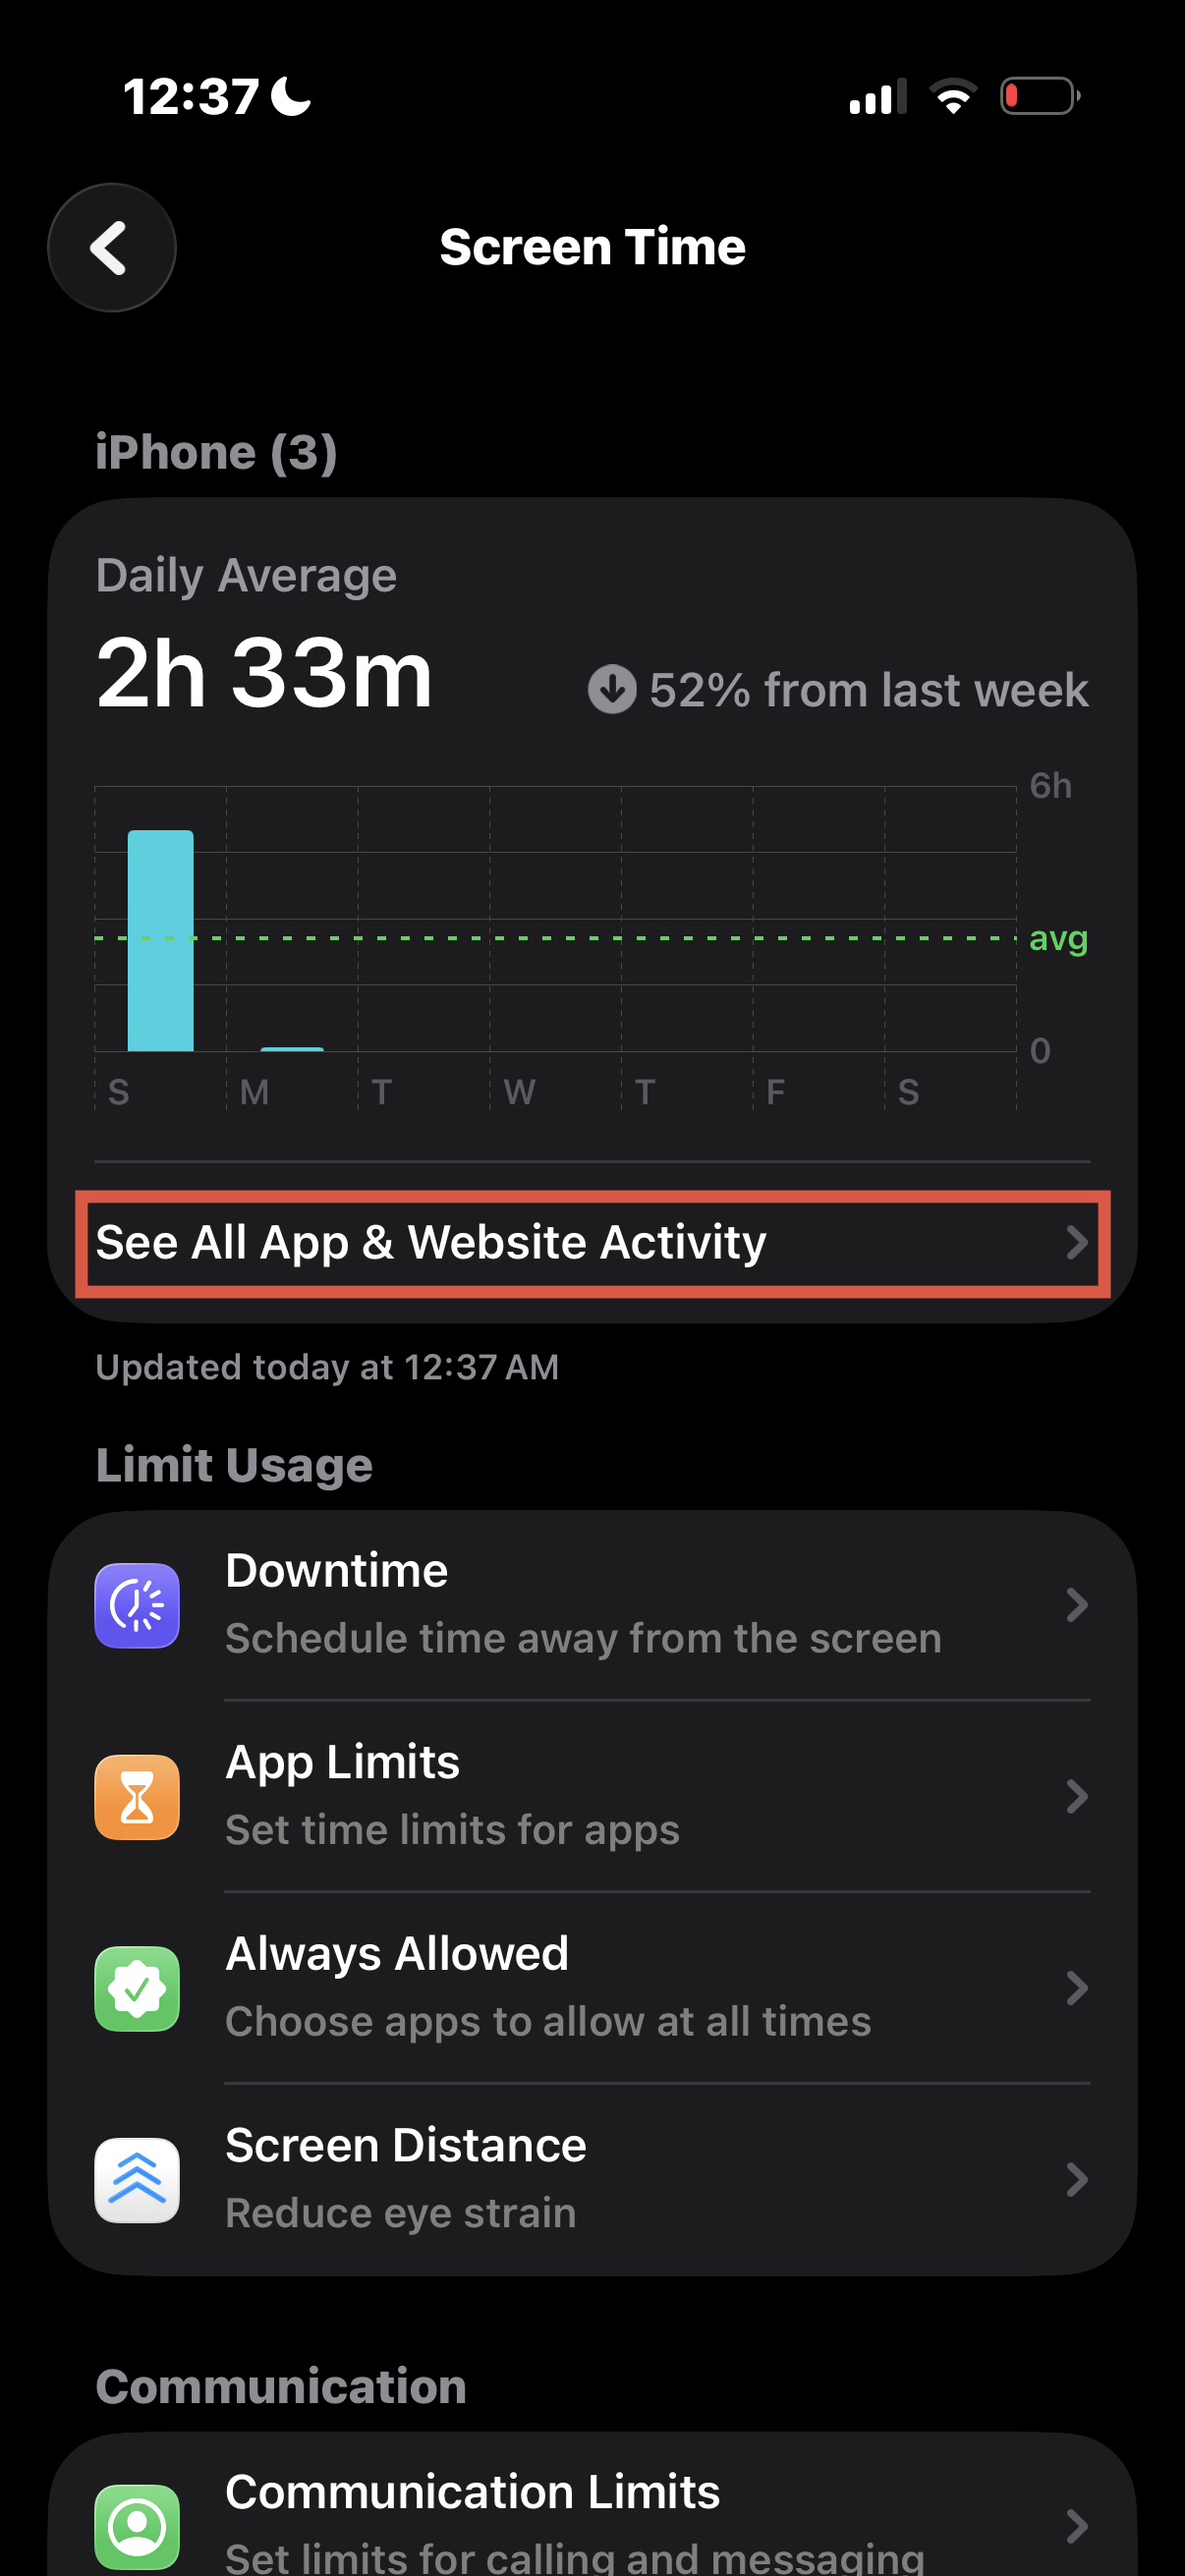 12:37
Screen Time
iPhone (3)
Daily Average
2h 33m
52% from last week
6h
avg
0
S M T W T F S
See All App & Website Activity
Updated today at 12:37 AM
Limit Usage
Downtime
Schedule time away from the screen
App Limits
Set time limits for apps
Always Allowed
Choose apps to allow at all times
Screen Distance
Reduce eye strain
Communication
Communication Limits
Set limits for calling and messaging